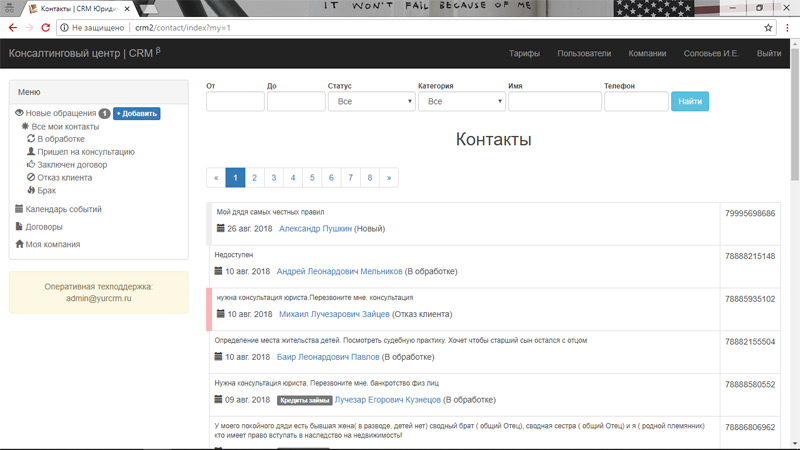 IT WON'T FAIL BECAUSE OF ME
Контакты | CRM Юриди
Не защищено | crm2/contact/index?my=1
Консалтинговый центр | CRM β
Тарифы Пользователи Компании Соловьев И.Е. Выйти
Меню
Новые обращения 1 + Добавить
Все мои контакты
В обработке
Пришел на консультацию
Заключен договор
Отказ клиента
Брак
Календарь событий
Договоры
Моя компания
Оперативная техподдержка:
admin@yurcrm.ru
От До Статус Категория Имя Телефон
Все Все Найти
Контакты
« 1 2 3 4 5 6 7 8 »
Мой дядя самых честных правил
26 авг. 2018 Александр Пушкин (Новый)
79995698686
Недоступен
10 авг. 2018 Андрей Леонардович Мельников (В обработке)
78888215148
нужна консультация юриста.Перезвоните мне. консультация
10 авг. 2018 Михаил Лучезарович Зайцев (Отказ клиента)
78885935102
Определение места жительства детей. Посмотреть судебную практику. Хочет чтобы старший сын остался с отцом
10 авг. 2018 Баир Леонардович Павлов (В обработке)
78882155504
Нужна консультация юриста. Перезвоните мне. банкротство физ лиц
09 авг. 2018 Кредиты займы Лучезар Егорович Кузнецов (В обработке)
78888580552
У моего покойного дяди есть бывшая жена( в разводе, детей нет) сводный брат ( общий Отец), сводная сестра ( общий Отец) и я ( родной племянник)
кто имеет право вступать в наследство на недвижимость!
78886806962